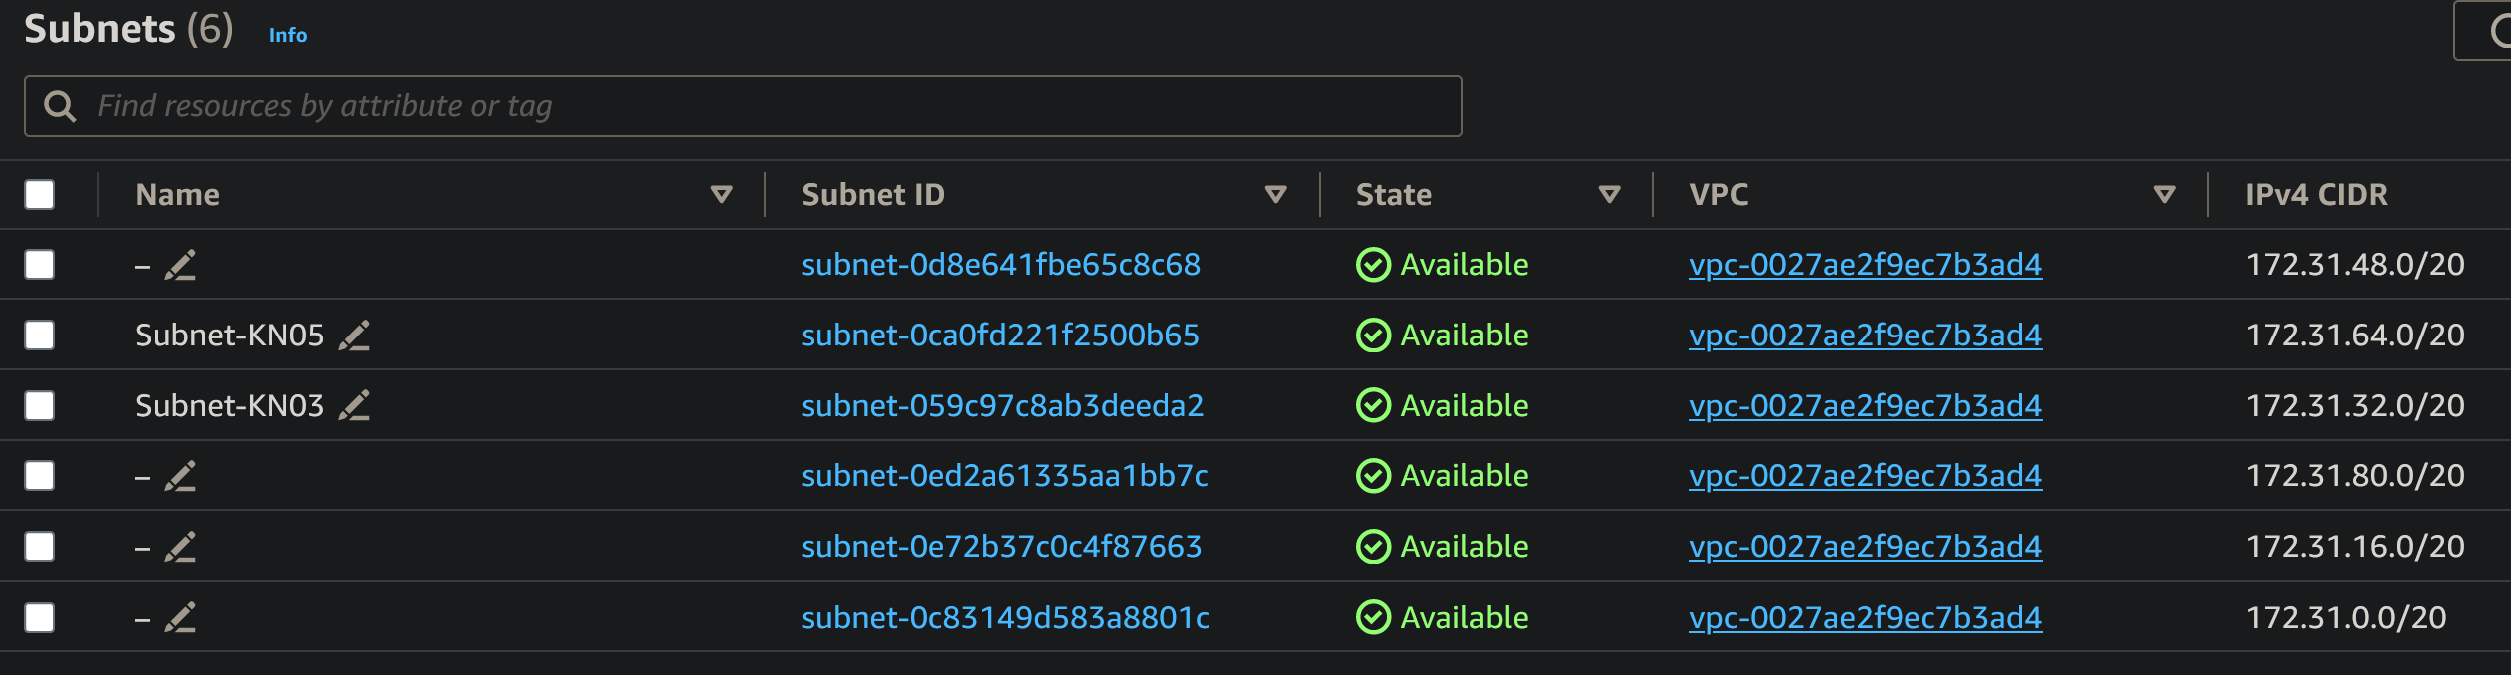 Subnets (6) Info
Find resources by attribute or tag
Name Subnet ID State VPC IPv4 CIDR
– subnet-0d8e641fbe65c8c68 Available vpc-0027ae2f9ec7b3ad4 172.31.48.0/20
Subnet-KN05 subnet-0ca0fd221f2500b65 Available vpc-0027ae2f9ec7b3ad4 172.31.64.0/20
Subnet-KN03 subnet-059c97c8ab3deeda2 Available vpc-0027ae2f9ec7b3ad4 172.31.32.0/20
– subnet-0ed2a61335aa1bb7c Available vpc-0027ae2f9ec7b3ad4 172.31.80.0/20
– subnet-0e72b37c0c4f87663 Available vpc-0027ae2f9ec7b3ad4 172.31.16.0/20
– subnet-0c83149d583a8801c Available vpc-0027ae2f9ec7b3ad4 172.31.0.0/20